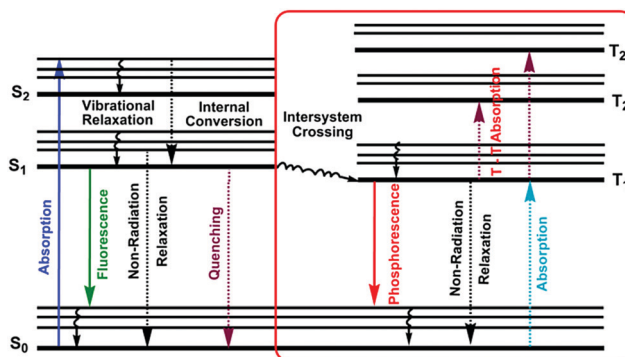 T2
T2
S2
Vibrational
Relaxation
Internal
Conversion
Intersystem
Crossing
T - T Absorption
S1
T1
Absorption
Fluorescence
Non-Radiation
Relaxation
Quenching
Phosphorescence
Non-Radiation
Relaxation
Absorption
S0